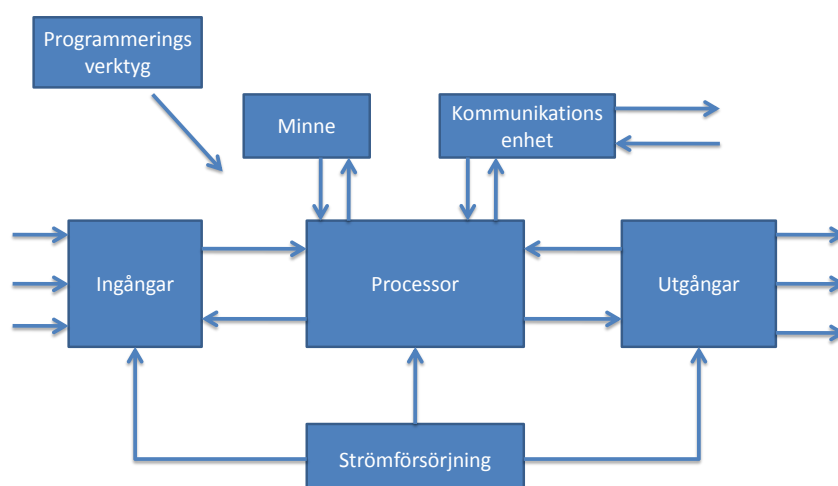 Programmerings
verktyg
Minne
Kommunikations
enhet
Ingångar
Processor
Utgångar
Strömförsörjning